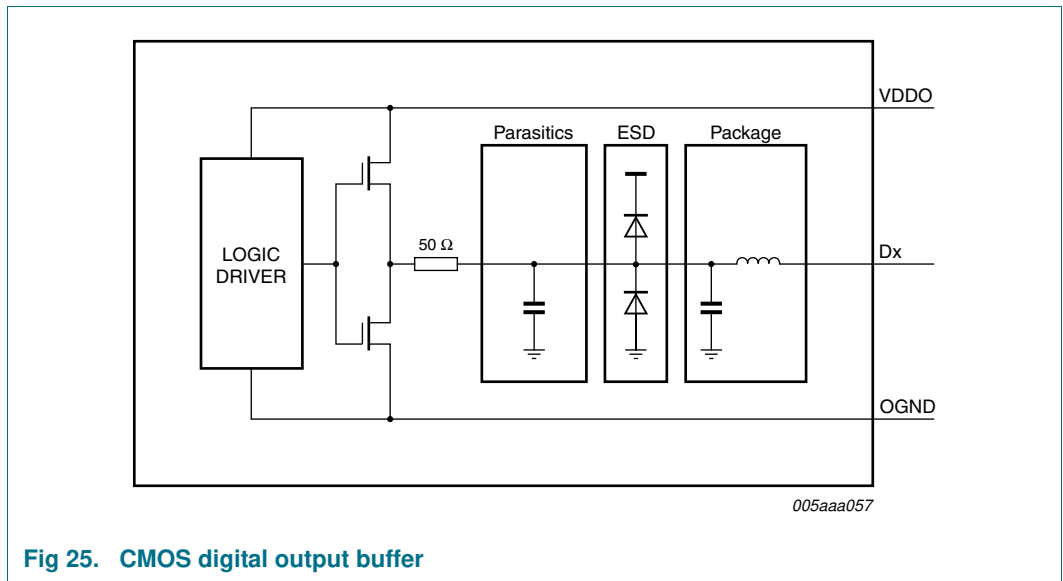 VDDO
Parasitics
ESD
Package
LOGIC
DRIVER
50 Ω
Dx
OGND
005aaa057
Fig 25. CMOS digital output buffer